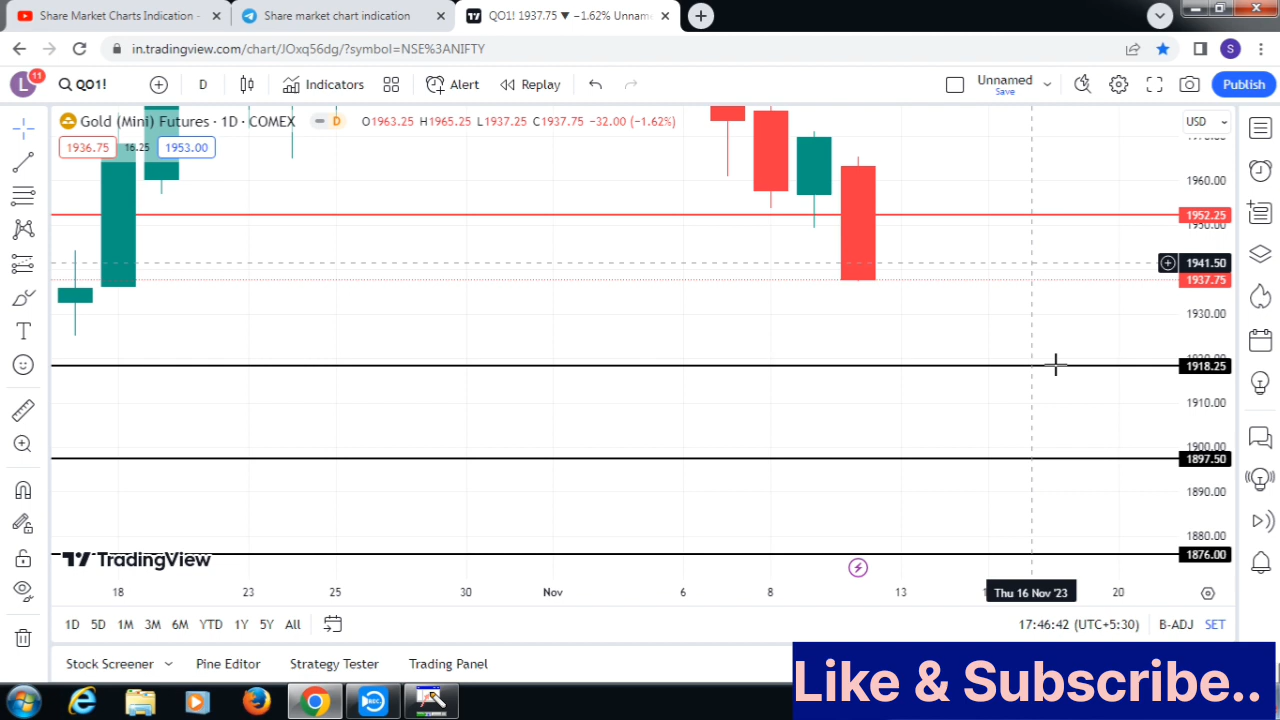 Share Market Charts Indication -
Share market chart indication
QO1! 1937.75 ▼ −1.62% Unnam
in.tradingview.com/chart/JOxq56dg/?symbol=NSE%3ANIFTY
S
L
11
QO1!
D
Indicators
Alert
Replay
Unnamed
Save
Publish
Gold (Mini) Futures · 1D · COMEX
D
O1963.25 H1965.25 L1937.25 C1937.75 −32.00 (−1.62%)
USD
1936.75
16.25
1953.00
1960.00
1952.25
1941.50
1937.75
1930.00
1918.25
1910.00
1900.00
1897.50
1890.00
1880.00
1876.00
TradingView
18
23
25
30
Nov
6
8
13
Thu 16 Nov '23
20
1D 5D 1M 3M 6M YTD 1Y 5Y All
17:46:42 (UTC+5:30)
B-ADJ
SET
Stock Screener
Pine Editor
Strategy Tester
Trading Panel
Like & Subscribe..